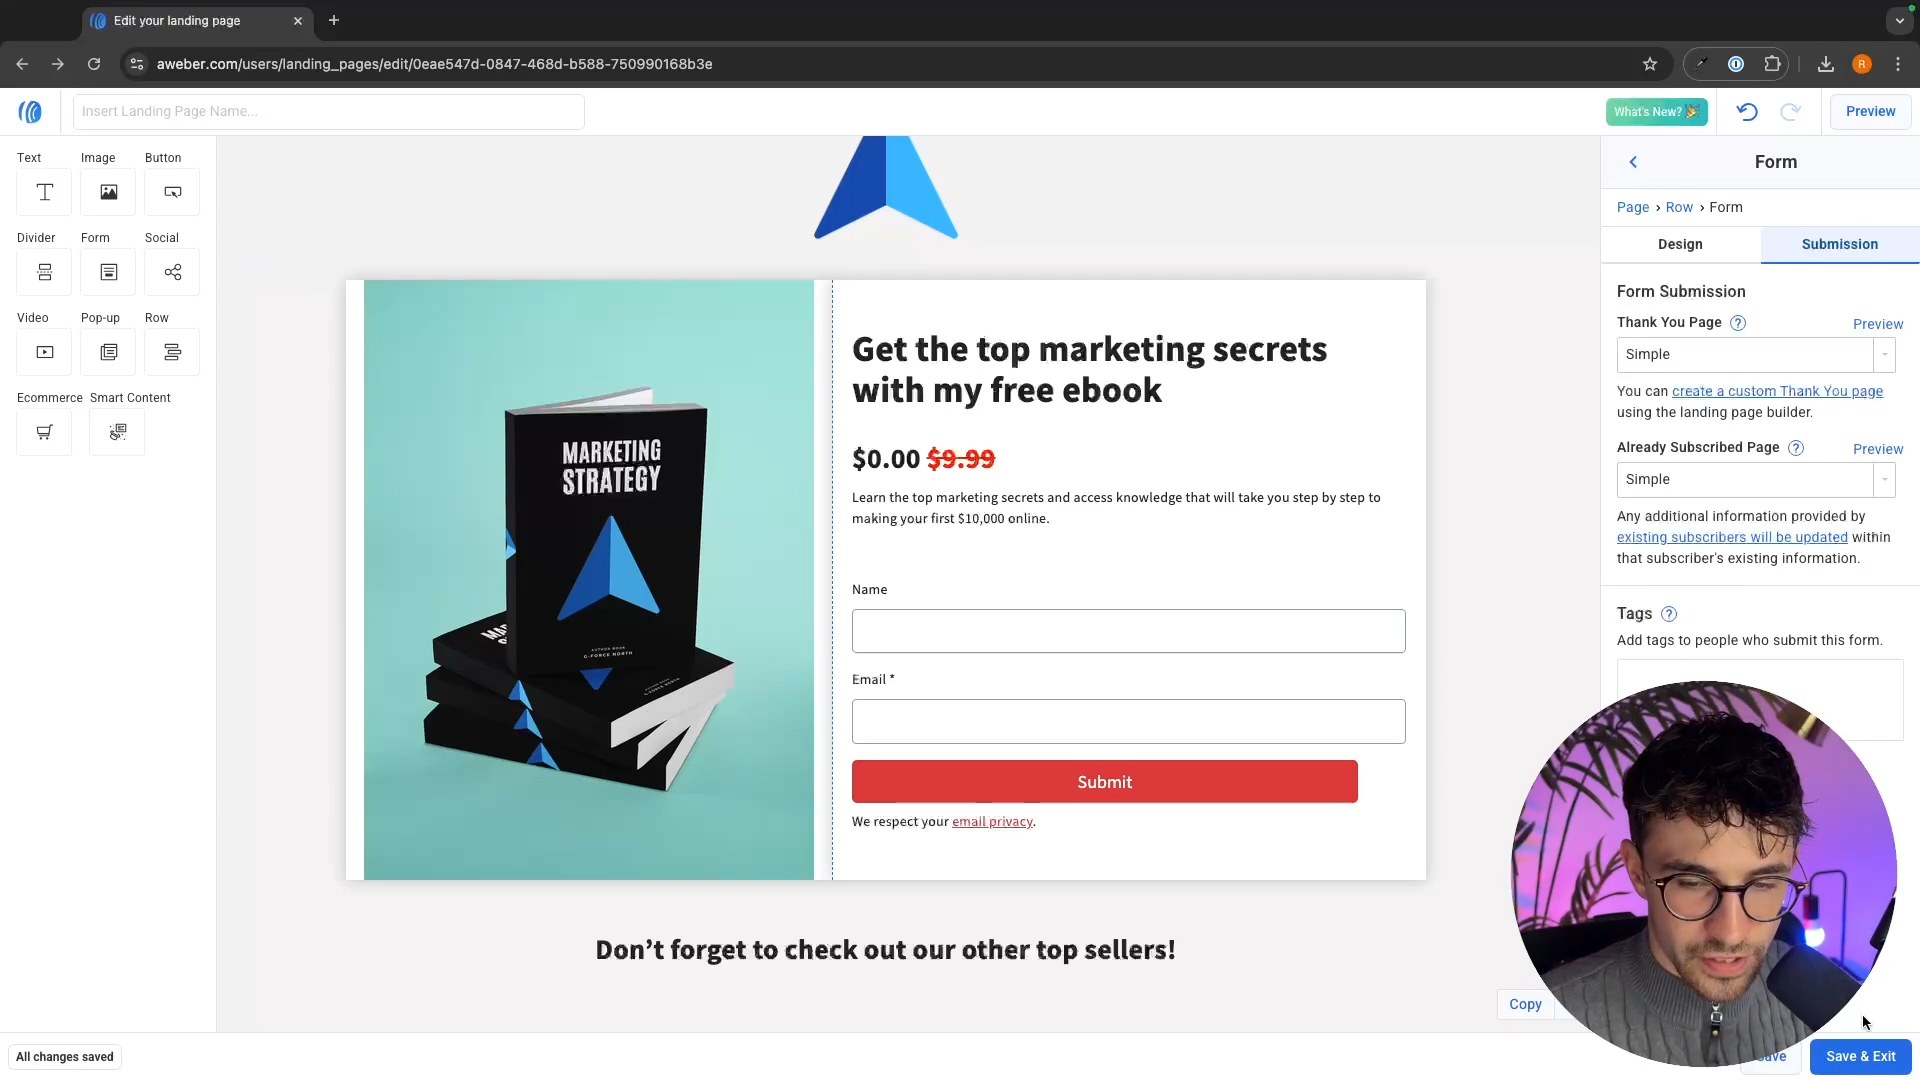 Edit your landing page
aweber.com/users/landing_pages/edit/0eae547d-0847-468d-b588-750990168b3e
R
Insert Landing Page Name...
What's New?
Preview
Text
Image
Button
Divider
Form
Social
Video
Pop-up
Row
Ecommerce
Smart Content
MARKETING
STRATEGY
AUTHOR BOOK
G-FORCE NORTH
Get the top marketing secrets
with my free ebook
$0.00 $9.99
Learn the top marketing secrets and access knowledge that will take you step by step to
making your first $10,000 online.
Name
Email *
Submit
We respect your email privacy.
Don't forget to check out our other top sellers!
Form
Page › Row › Form
Design
Submission
Form Submission
Thank You Page ?
Preview
Simple
You can create a custom Thank You page
using the landing page builder.
Already Subscribed Page ?
Preview
Simple
Any additional information provided by
existing subscribers will be updated within
that subscriber's existing information.
Tags ?
Add tags to people who submit this form.
Copy
All changes saved
Save & Exit